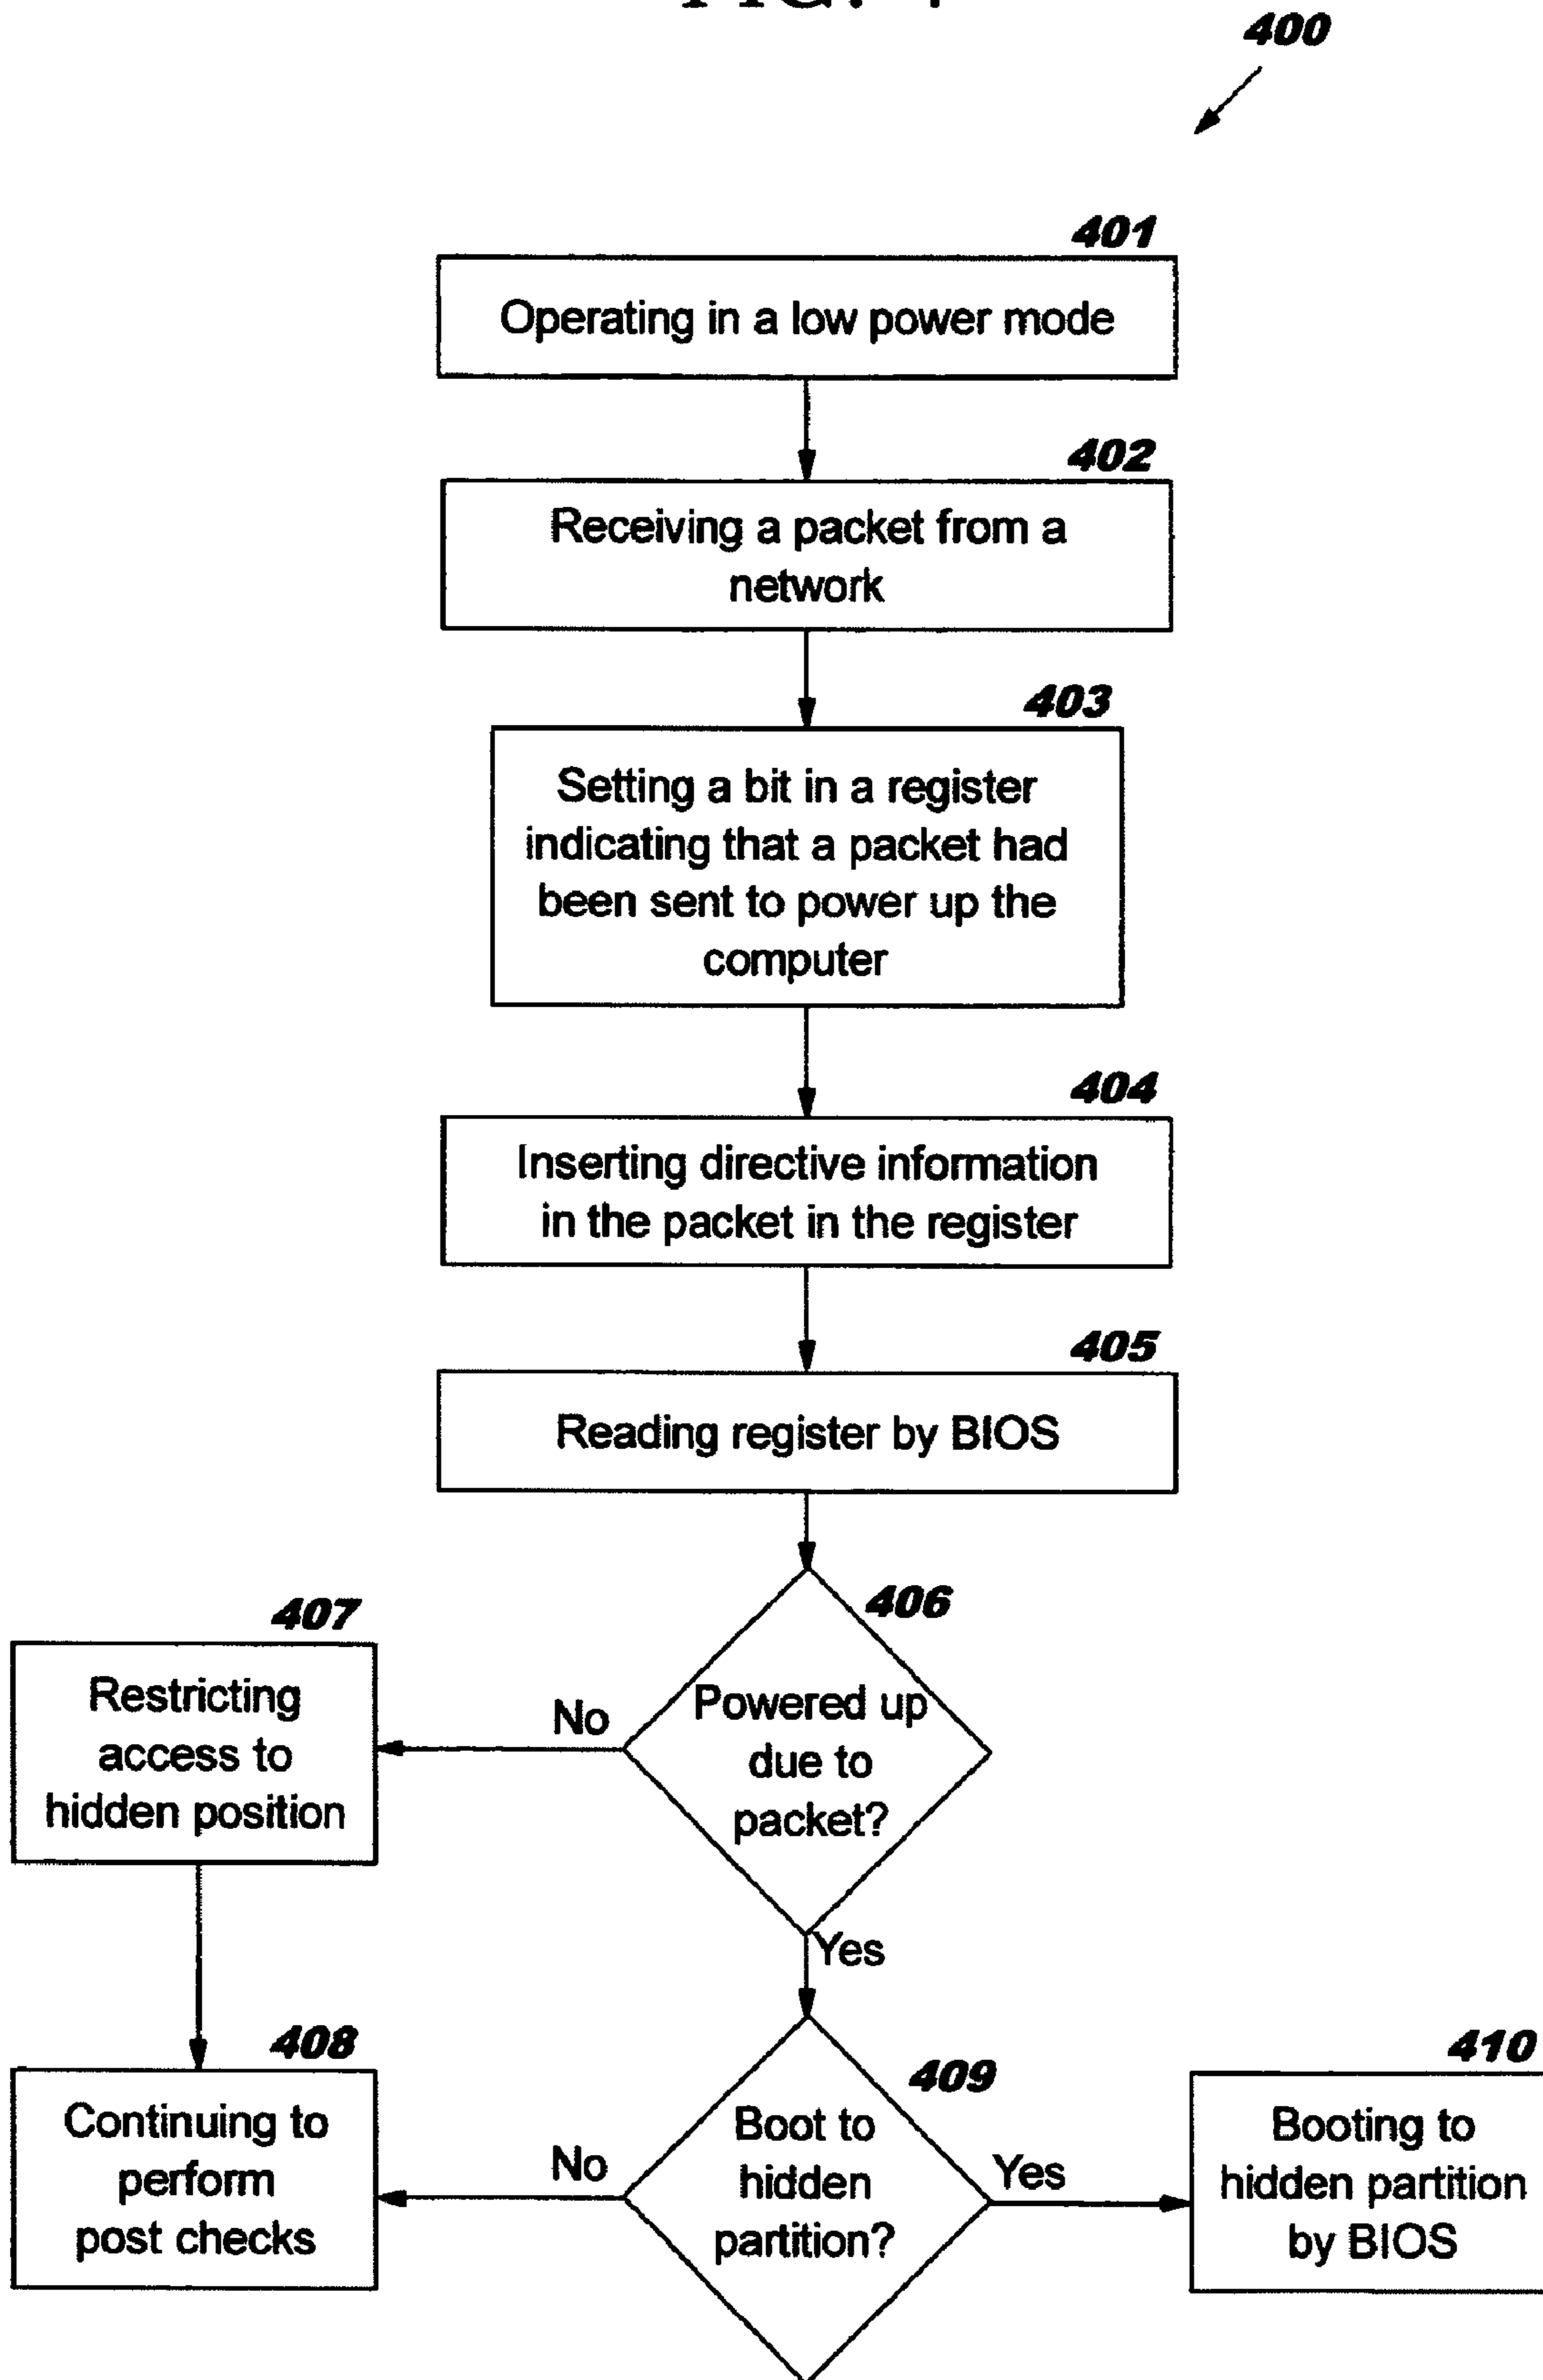 FIG. 4
400
401
Operating in a low power mode
402
Receiving a packet from a
network
403
Setting a bit in a register
indicating that a packet had
been sent to power up the
computer
404
Inserting directive information
in the packet in the register
405
Reading register by BIOS
406
Powered up
due to
packet?
No
Yes
407
Restricting
access to
hidden position
408
Continuing to
perform
post checks
409
Boot to
hidden
partition?
No
Yes
410
Booting to
hidden partition
by BIOS